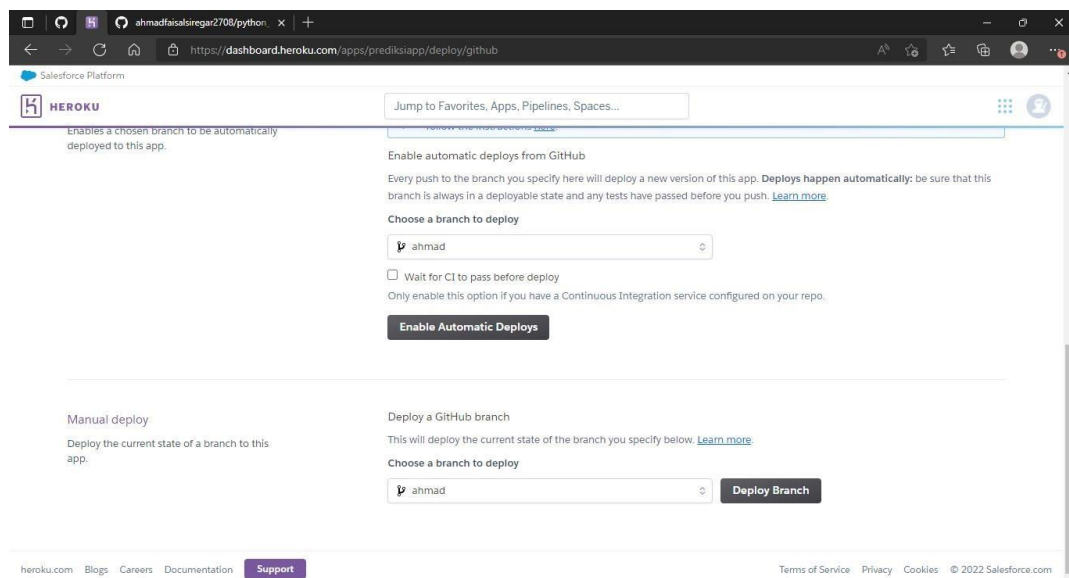 ahmadfaisalsiregar2708/python_
https://dashboard.heroku.com/apps/prediksiapp/deploy/github
Salesforce Platform
HEROKU
Jump to Favorites, Apps, Pipelines, Spaces...
Enables a chosen branch to be automatically
deployed to this app.
Follow the instructions here.
Enable automatic deploys from GitHub
Every push to the branch you specify here will deploy a new version of this app. Deploys happen automatically: be sure that this
branch is always in a deployable state and any tests have passed before you push. Learn more.
Choose a branch to deploy
ahmad
Wait for CI to pass before deploy
Only enable this option if you have a Continuous Integration service configured on your repo.
Enable Automatic Deploys
Manual deploy
Deploy the current state of a branch to this
app.
Deploy a GitHub branch
This will deploy the current state of the branch you specify below. Learn more.
Choose a branch to deploy
ahmad
Deploy Branch
heroku.com Blogs Careers Documentation Support
Terms of Service Privacy Cookies © 2022 Salesforce.com